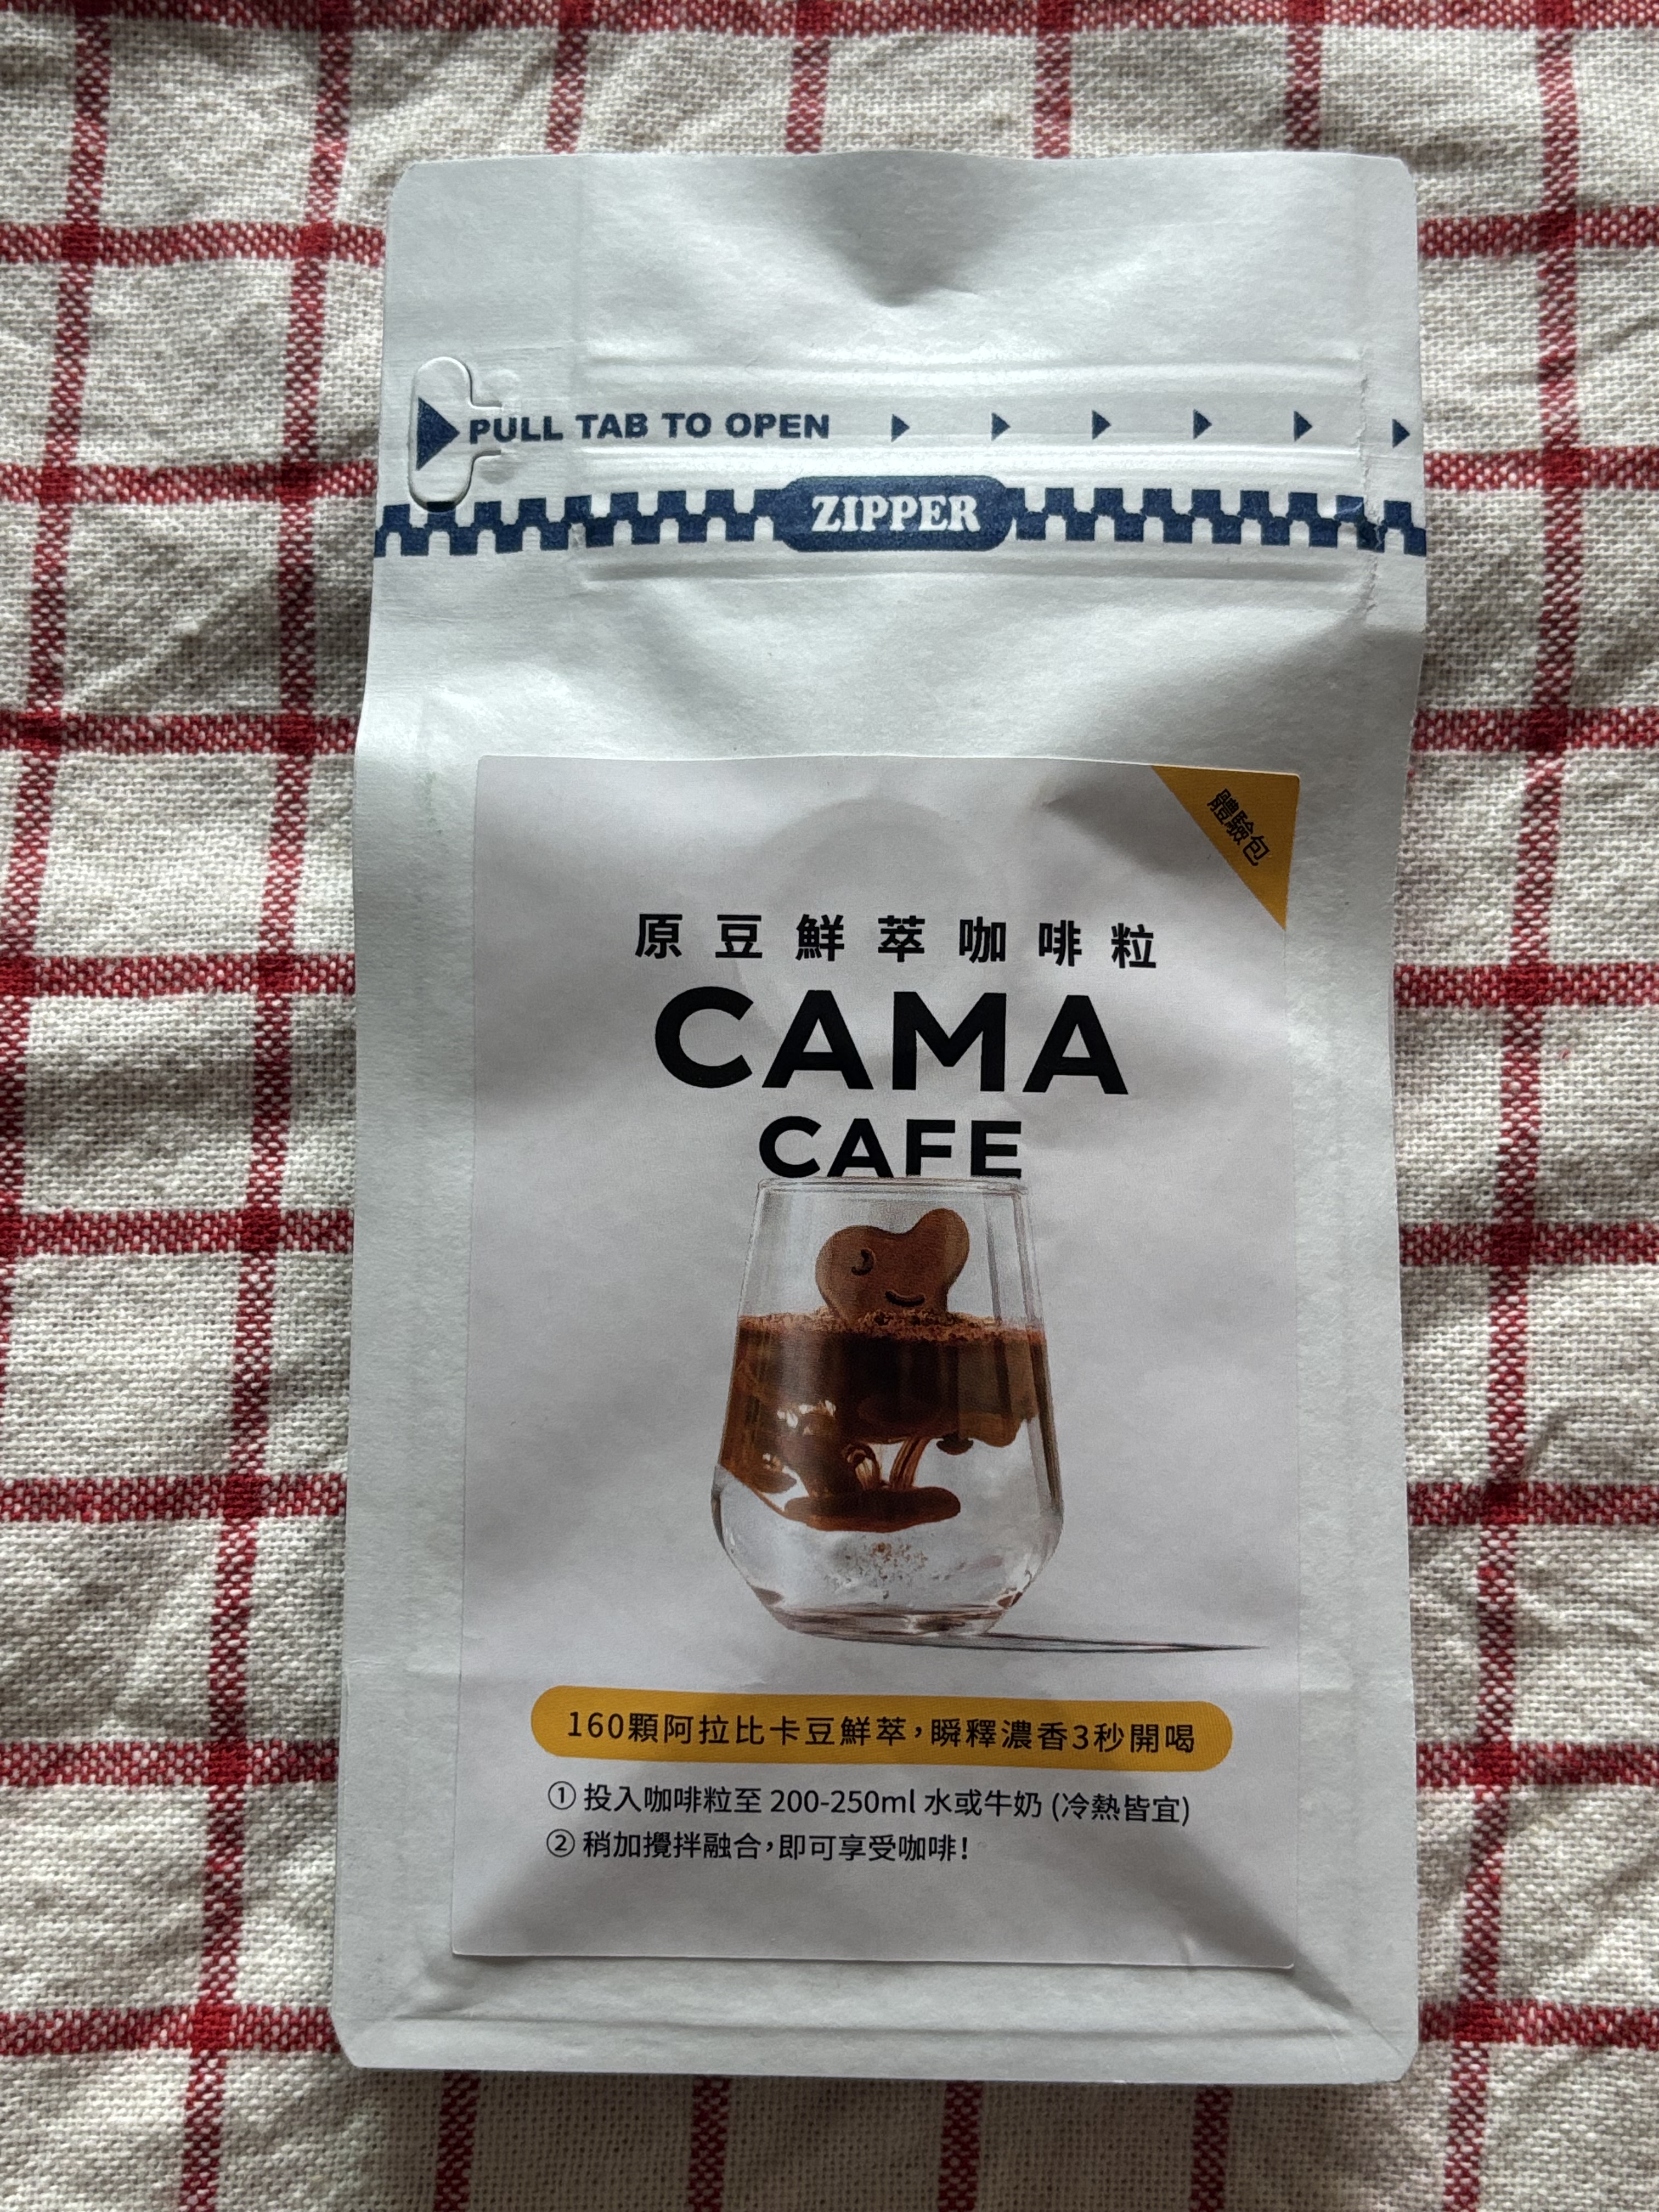 PULL TAB TO OPEN
ZIPPER
體驗包
原豆鮮萃咖啡粒
CAMA
CAFE
160顆阿拉比卡豆鮮萃，瞬釋濃香3秒開喝
① 投入咖啡粒至 200-250ml 水或牛奶 (冷熱皆宜)
② 稍加攪拌融合，即可享受咖啡！